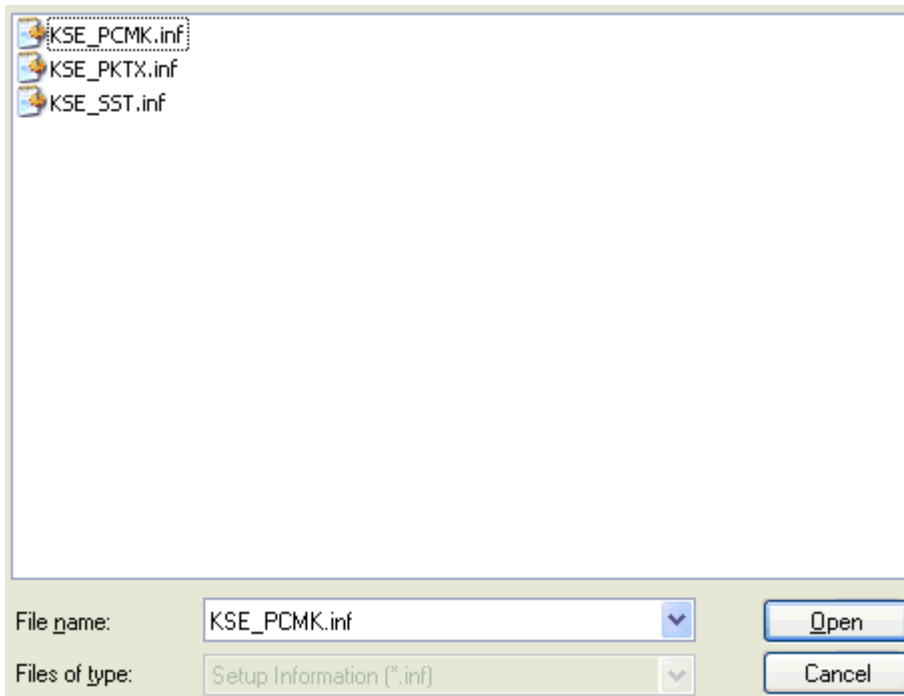 KSE_PCMK.inf
KSE_PKTX.inf
KSE_SST.inf
File name: KSE_PCMK.inf Open
Files of type: Setup Information (*.inf) Cancel